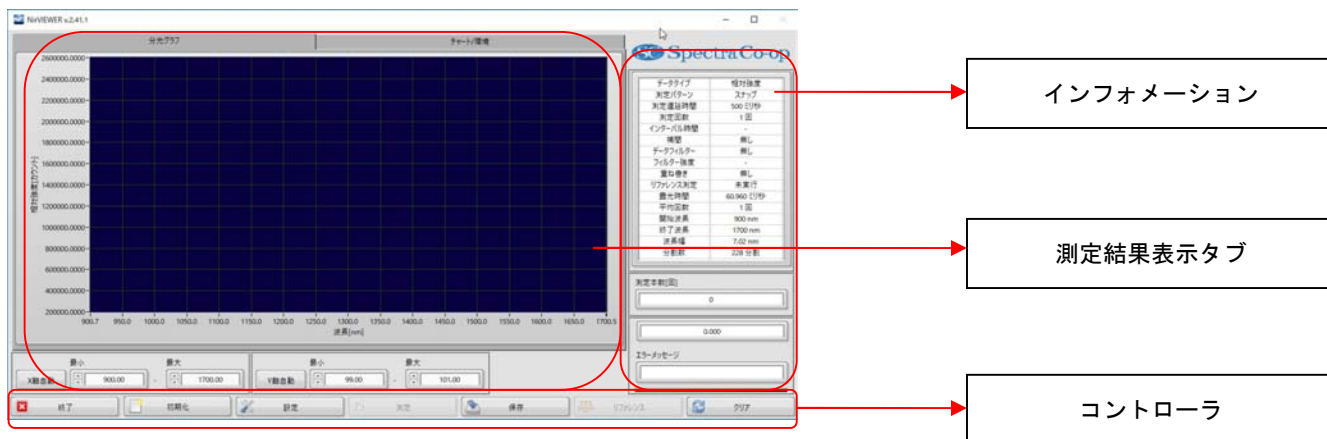 NirVIEWER v.2.41.1
分光グラフ
チャート/環境
SpectraCo-op
2600000.0000
2400000.0000
2200000.0000
2000000.0000
1800000.0000
1600000.0000
1400000.0000
1200000.0000
1000000.0000
800000.0000
600000.0000
400000.0000
200000.0000
相対強度[カウント]
900.7 950.0 1000.0 1050.0 1100.0 1150.0 1200.0 1250.0 1300.0 1350.0 1400.0 1450.0 1500.0 1550.0 1600.0 1650.0 1700.5
波長[nm]
データタイプ 相対強度
測定パターン スナップ
測定遅延時間 500 ミリ秒
測定回数 1 回
インターバル時間 -
補間 無し
データフィルター 無し
フィルター強度 -
重ね書き 無し
リファレンス測定 未実行
露光時間 60.960 ミリ秒
平均回数 1 回
開始波長 900 nm
終了波長 1700 nm
波長幅 7.02 nm
分割数 228 分割
測定本数[回]
0
0.000
エラーメッセージ
最小 最大
X軸自動 900.00 - 1700.00
最小 最大
Y軸自動 99.00 - 101.00
終了 初期化 設定 測定 保存 リファレンス クリア
インフォメーション
測定結果表示タブ
コントローラ